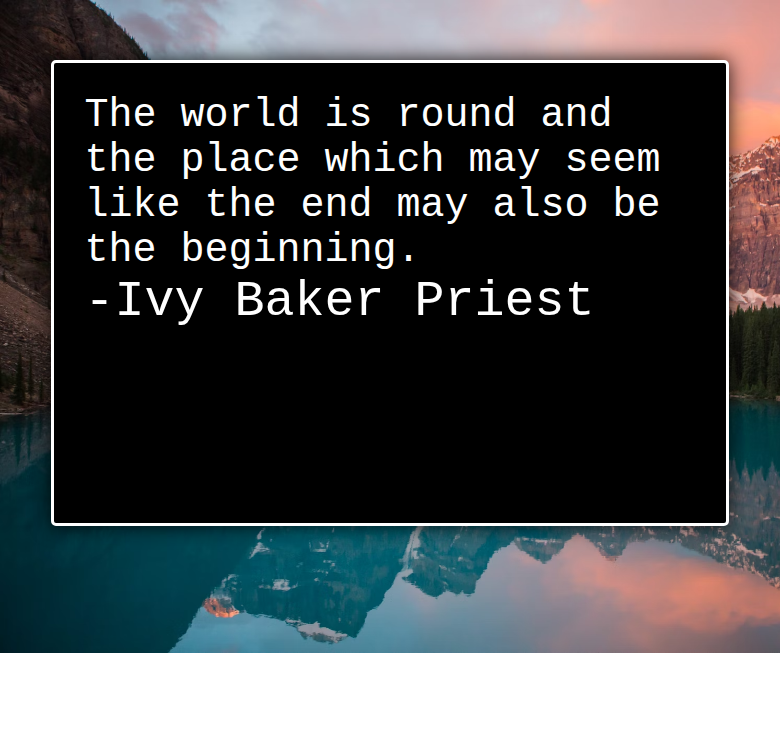 The world is round and
the place which may seem
like the end may also be
the beginning.
-Ivy Baker Priest